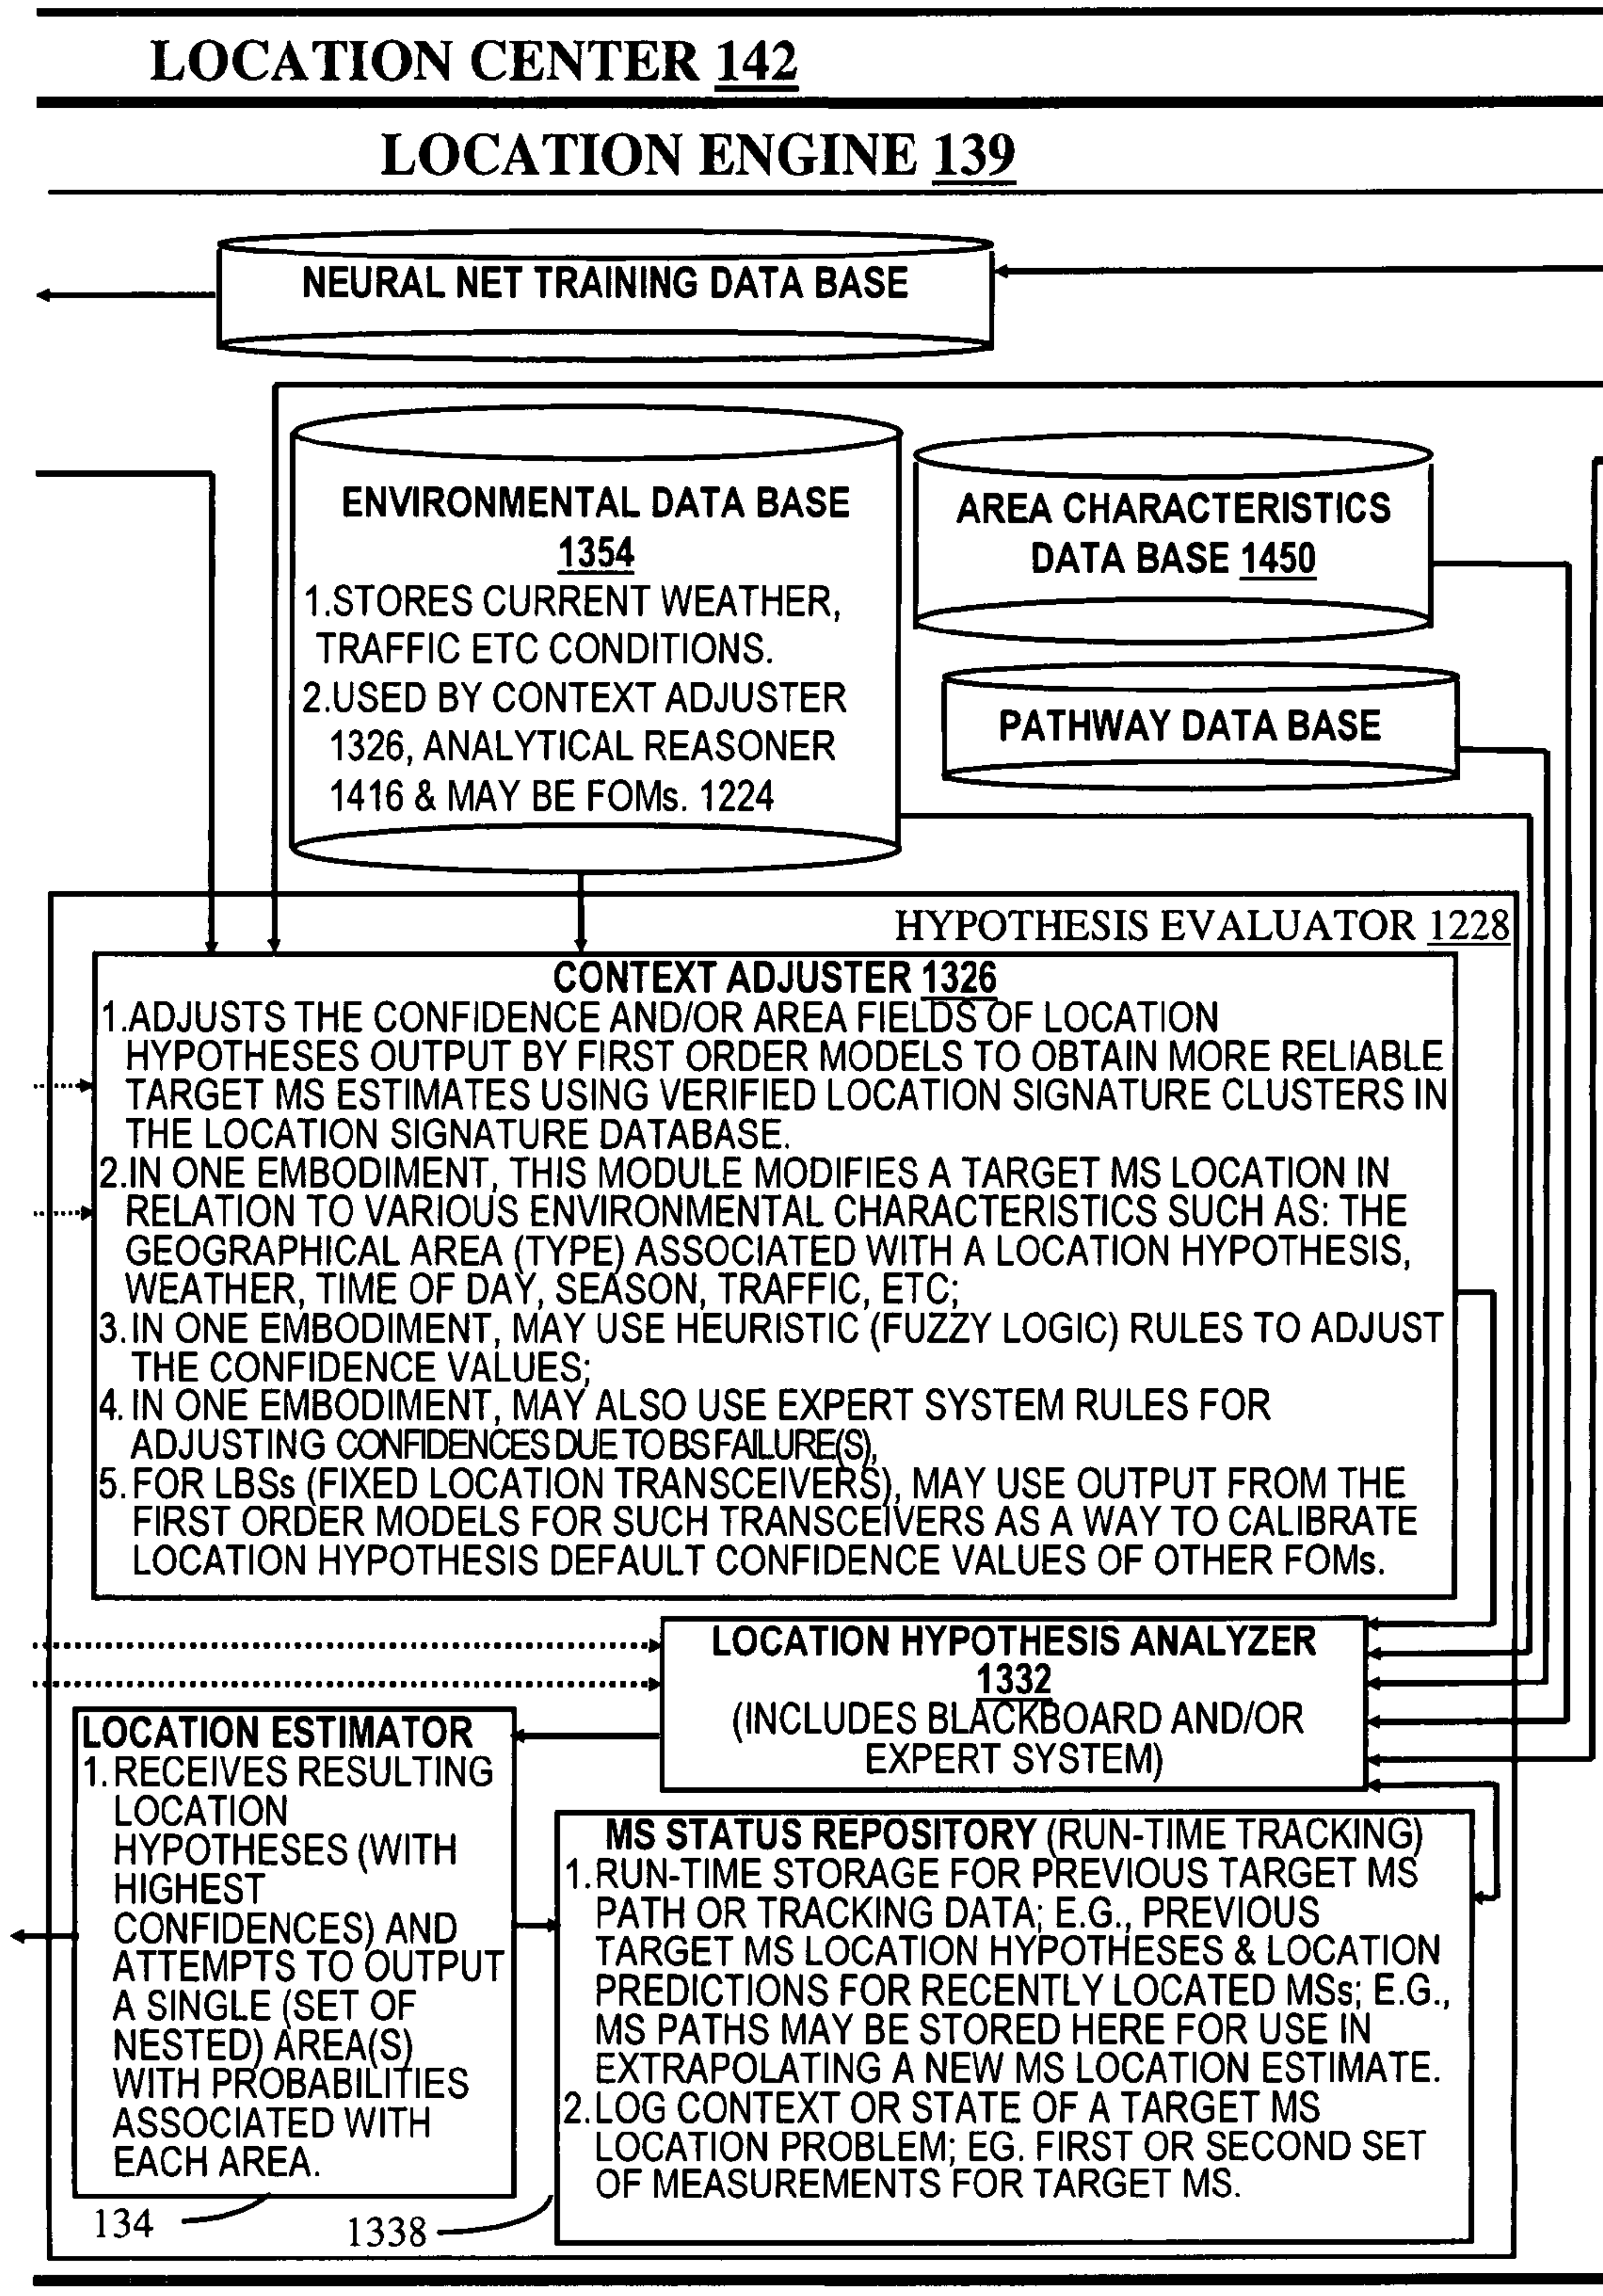 LOCATION CENTER 142
LOCATION ENGINE 139
NEURAL NET TRAINING DATA BASE
ENVIRONMENTAL DATA BASE
1354
1.STORES CURRENT WEATHER,
TRAFFIC ETC CONDITIONS.
2.USED BY CONTEXT ADJUSTER
1326, ANALYTICAL REASONER
1416 & MAY BE FOMs. 1224
AREA CHARACTERISTICS
DATA BASE 1450
PATHWAY DATA BASE
HYPOTHESIS EVALUATOR 1228
CONTEXT ADJUSTER 1326
1.ADJUSTS THE CONFIDENCE AND/OR AREA FIELDS OF LOCATION
HYPOTHESES OUTPUT BY FIRST ORDER MODELS TO OBTAIN MORE RELIABLE
TARGET MS ESTIMATES USING VERIFIED LOCATION SIGNATURE CLUSTERS IN
THE LOCATION SIGNATURE DATABASE.
2.IN ONE EMBODIMENT, THIS MODULE MODIFIES A TARGET MS LOCATION IN
RELATION TO VARIOUS ENVIRONMENTAL CHARACTERISTICS SUCH AS: THE
GEOGRAPHICAL AREA (TYPE) ASSOCIATED WITH A LOCATION HYPOTHESIS,
WEATHER, TIME OF DAY, SEASON, TRAFFIC, ETC;
3.IN ONE EMBODIMENT, MAY USE HEURISTIC (FUZZY LOGIC) RULES TO ADJUST
THE CONFIDENCE VALUES;
4. IN ONE EMBODIMENT, MAY ALSO USE EXPERT SYSTEM RULES FOR
ADJUSTING CONFIDENCES DUE TO BS FAILURE(S),
5. FOR LBSs (FIXED LOCATION TRANSCEIVERS), MAY USE OUTPUT FROM THE
FIRST ORDER MODELS FOR SUCH TRANSCEIVERS AS A WAY TO CALIBRATE
LOCATION HYPOTHESIS DEFAULT CONFIDENCE VALUES OF OTHER FOMs.
LOCATION HYPOTHESIS ANALYZER
1332
(INCLUDES BLACKBOARD AND/OR
EXPERT SYSTEM)
LOCATION ESTIMATOR
1. RECEIVES RESULTING
LOCATION
HYPOTHESES (WITH
HIGHEST
CONFIDENCES) AND
ATTEMPTS TO OUTPUT
A SINGLE (SET OF
NESTED) AREA(S)
WITH PROBABILITIES
ASSOCIATED WITH
EACH AREA.
134
MS STATUS REPOSITORY (RUN-TIME TRACKING)
1.RUN-TIME STORAGE FOR PREVIOUS TARGET MS
PATH OR TRACKING DATA; E.G., PREVIOUS
TARGET MS LOCATION HYPOTHESES & LOCATION
PREDICTIONS FOR RECENTLY LOCATED MSs; E.G.,
MS PATHS MAY BE STORED HERE FOR USE IN
EXTRAPOLATING A NEW MS LOCATION ESTIMATE.
2.LOG CONTEXT OR STATE OF A TARGET MS
LOCATION PROBLEM; EG. FIRST OR SECOND SET
OF MEASUREMENTS FOR TARGET MS.
1338